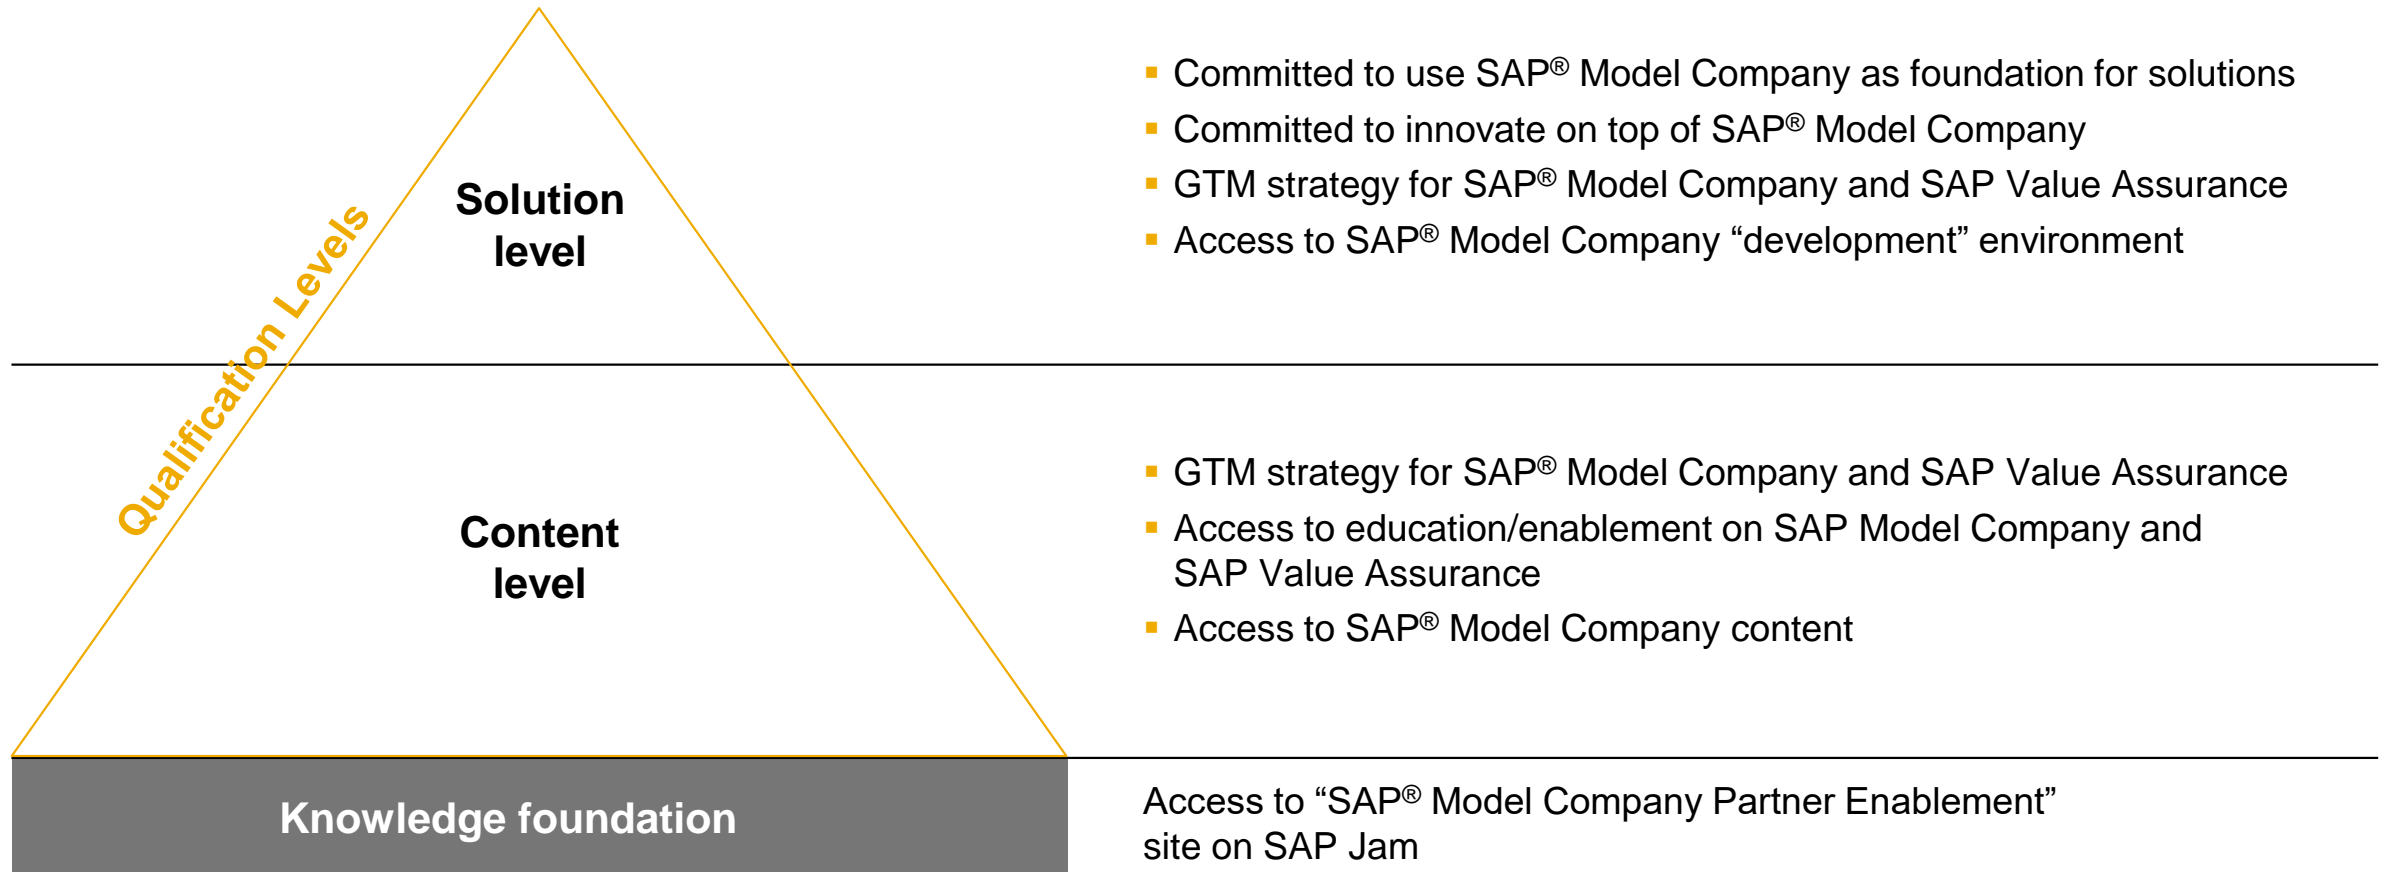 Qualification Levels
Solution
level
▪ Committed to use SAP® Model Company as foundation for solutions
▪ Committed to innovate on top of SAP® Model Company
▪ GTM strategy for SAP® Model Company and SAP Value Assurance
▪ Access to SAP® Model Company “development” environment
Content
level
▪ GTM strategy for SAP® Model Company and SAP Value Assurance
▪ Access to education/enablement on SAP Model Company and
SAP Value Assurance
▪ Access to SAP® Model Company content
Knowledge foundation
Access to “SAP® Model Company Partner Enablement”
site on SAP Jam